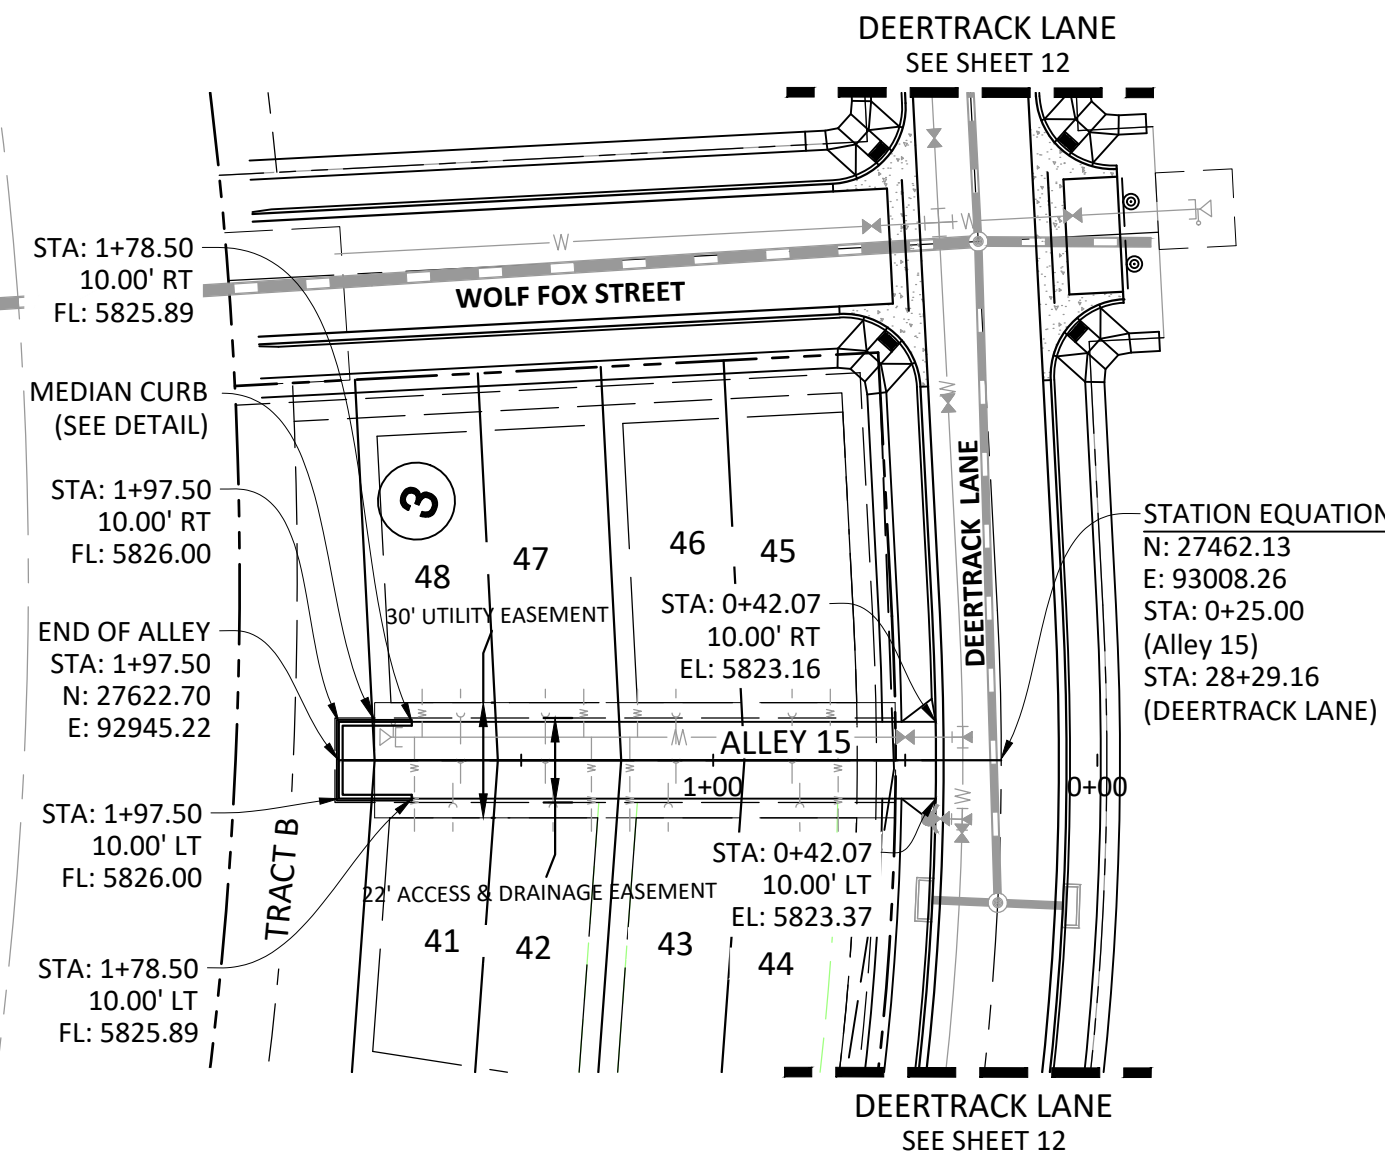 DEERTRACK LANE
SEE SHEET 12
STA: 1+78.50
10.00' RT
FL: 5825.89
W
W
WOLF FOX STREET
MEDIAN CURB
(SEE DETAIL)
W
STA: 1+97.50
10.00' RT
FL: 5826.00
3
DEERTRACK LANE
STATION EQUATION
N: 27462.13
E: 93008.26
STA: 0+25.00
(Alley 15)
STA: 28+29.16
(DEERTRACK LANE)
48
47
46
45
30' UTILITY EASEMENT
STA: 0+42.07
10.00' RT
EL: 5823.16
END OF ALLEY
STA: 1+97.50
N: 27622.70
E: 92945.22
W
W
W
W
W
ALLEY 15
W
W
W
W
1+00
0+00
W
STA: 1+97.50
10.00' LT
FL: 5826.00
TRACT B
STA: 0+42.07
10.00' LT
EL: 5823.37
22' ACCESS & DRAINAGE EASEMENT
41
42
43
44
STA: 1+78.50
10.00' LT
FL: 5825.89
DEERTRACK LANE
SEE SHEET 12